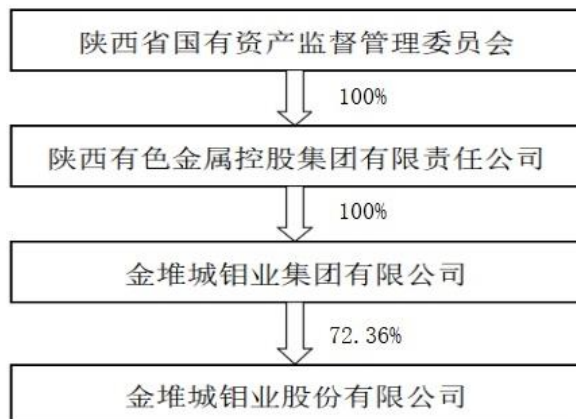 陕西省国有资产监督管理委员会
100%
陕西有色金属控股集团有限责任公司
100%
金堆城钼业集团有限公司
72.36%
金堆城钼业股份有限公司